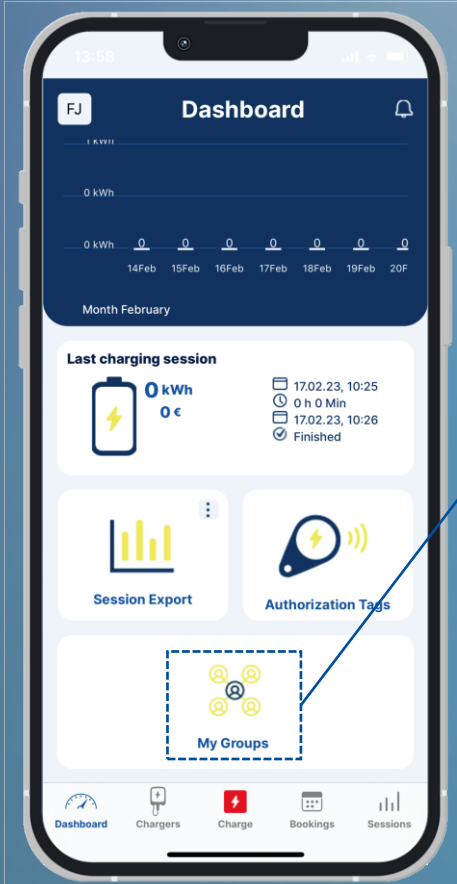 13:58
FJ
Dashboard
1 kWh
0 kWh
0 kWh
0 0 0 0 0 0 0
14Feb 15Feb 16Feb 17Feb 18Feb 19Feb 20F
Month February
Last charging session
0 kWh
0 €
17.02.23, 10:25
0 h 0 Min
17.02.23, 10:26
Finished
Session Export
Authorization Tags
My Groups
Dashboard Chargers Charge Bookings Sessions